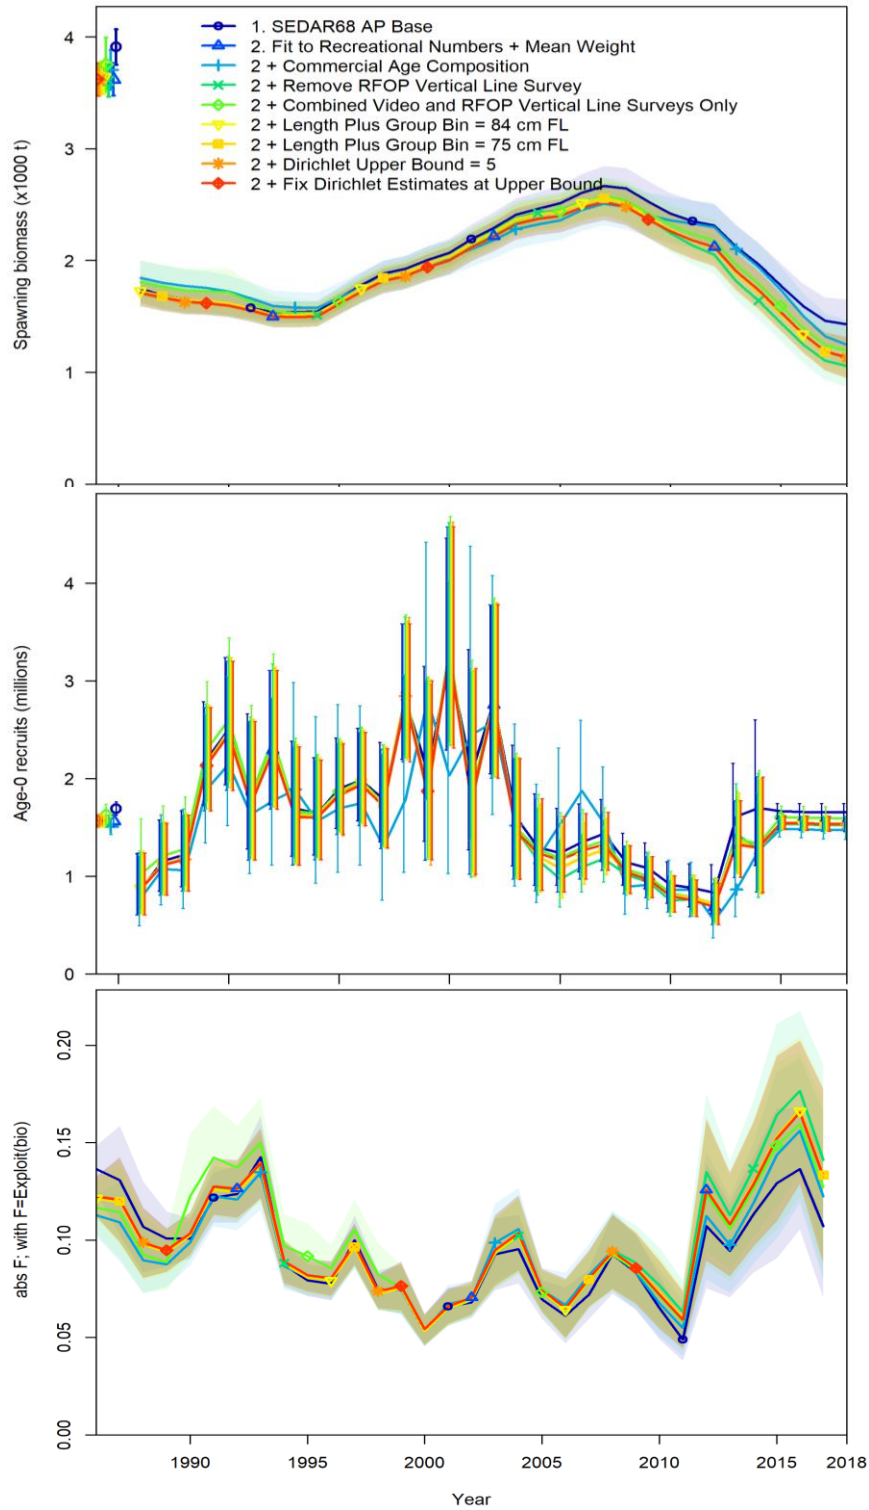 4
3
2
1
0
Spawning biomass (x1000 t)
1. SEDAR68 AP Base
2. Fit to Recreational Numbers + Mean Weight
2 + Commercial Age Composition
2 + Remove RFOP Vertical Line Survey
2 + Combined Video and RFOP Vertical Line Surveys Only
2 + Length Plus Group Bin = 84 cm FL
2 + Length Plus Group Bin = 75 cm FL
2 + Dirichlet Upper Bound = 5
2 + Fix Dirichlet Estimates at Upper Bound
4
3
2
1
0
Age-0 recruits (millions)
0.20
0.15
0.10
0.05
0.00
abs F; with F=Exploit(bio)
1990 1995 2000 2005 2010 2015 2018
Year